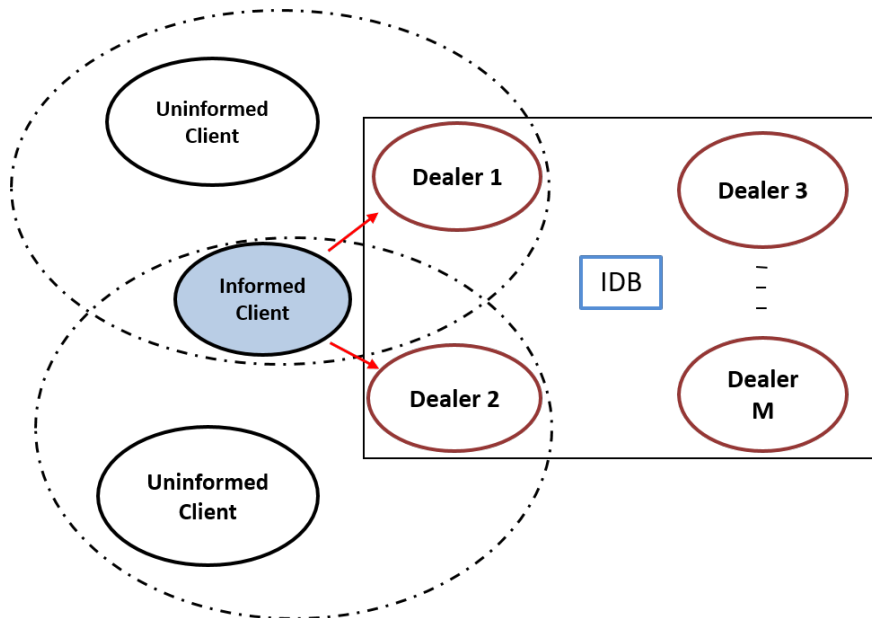 Uninformed
Client
Dealer 1
Dealer 3
Informed
Client
IDB
Dealer 2
Dealer
M
Uninformed
Client